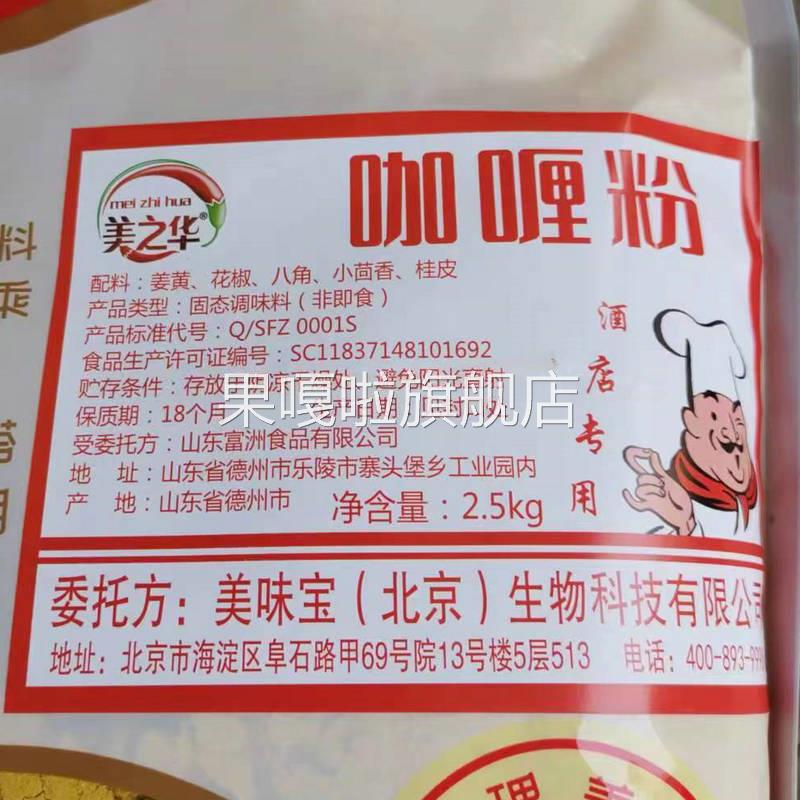 mei zhi hua
美之华®
咖喱粉
配料：姜黄、花椒、八角、小茴香、桂皮
产品类型：固态调味料（非即食）
产品标准代号：Q/SFZ 0001S
食品生产许可证编号：SC11837148101692
贮存条件：存放
保质期：18个月
受委托方：山东富洲食品有限公司
地 址：山东省德州市乐陵市寨头堡乡工业园内
产 地：山东省德州市
净含量：2.5kg
酒店专用
果嘎啦旗舰店
委托方：美味宝（北京）生物科技有限公司
地址：北京市海淀区阜石路甲69号院13号楼5层513
电话：400-893-999
料